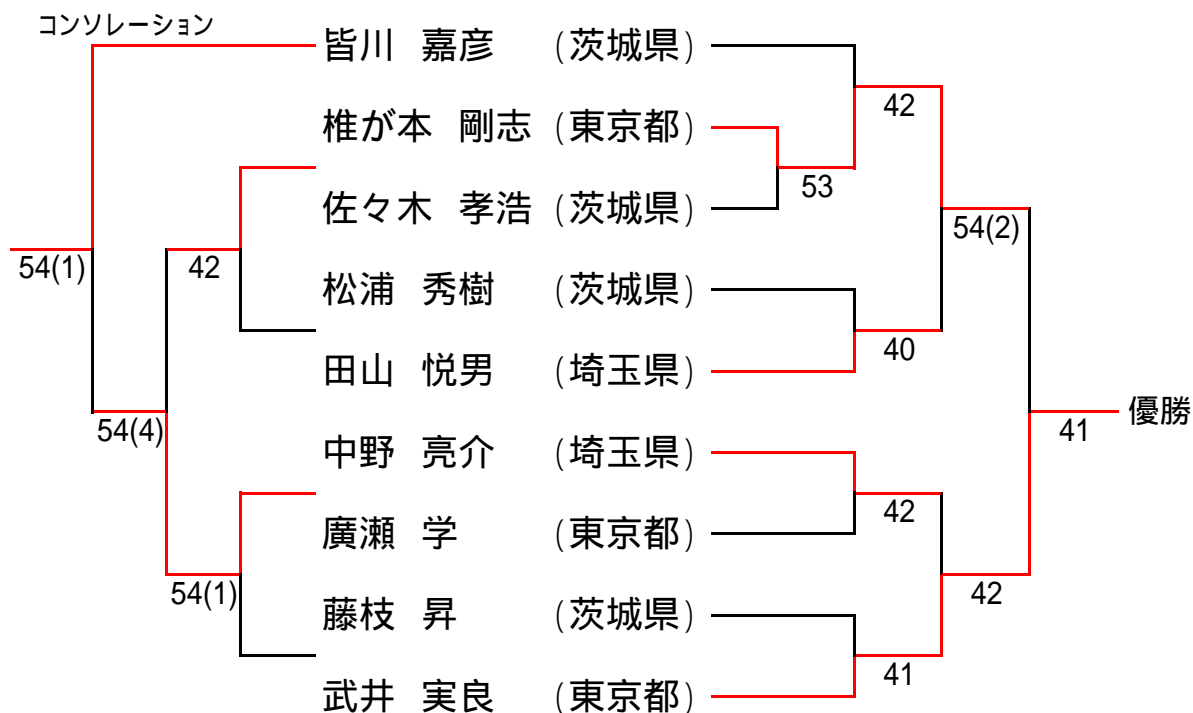 コンソレーション
皆川 嘉彦 (茨城県)
42
椎が本 剛志 (東京都)
53
佐々木 孝浩 (茨城県)
54(2)
54(1)
42
松浦 秀樹 (茨城県)
40
田山 悦男 (埼玉県)
優勝
41
54(4)
中野 亮介 (埼玉県)
42
廣瀬 学 (東京都)
54(1)
42
藤枝 昇 (茨城県)
41
武井 実良 (東京都)